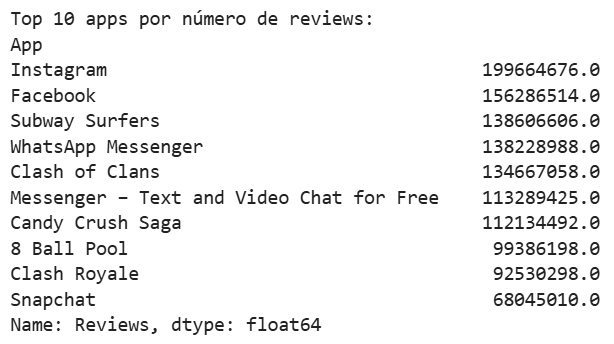 Top 10 apps por número de reviews:
App
Instagram 199664676.0
Facebook 156286514.0
Subway Surfers 138606606.0
WhatsApp Messenger 138228988.0
Clash of Clans 134667058.0
Messenger – Text and Video Chat for Free 113289425.0
Candy Crush Saga 112134492.0
8 Ball Pool 99386198.0
Clash Royale 92530298.0
Snapchat 68045010.0
Name: Reviews, dtype: float64